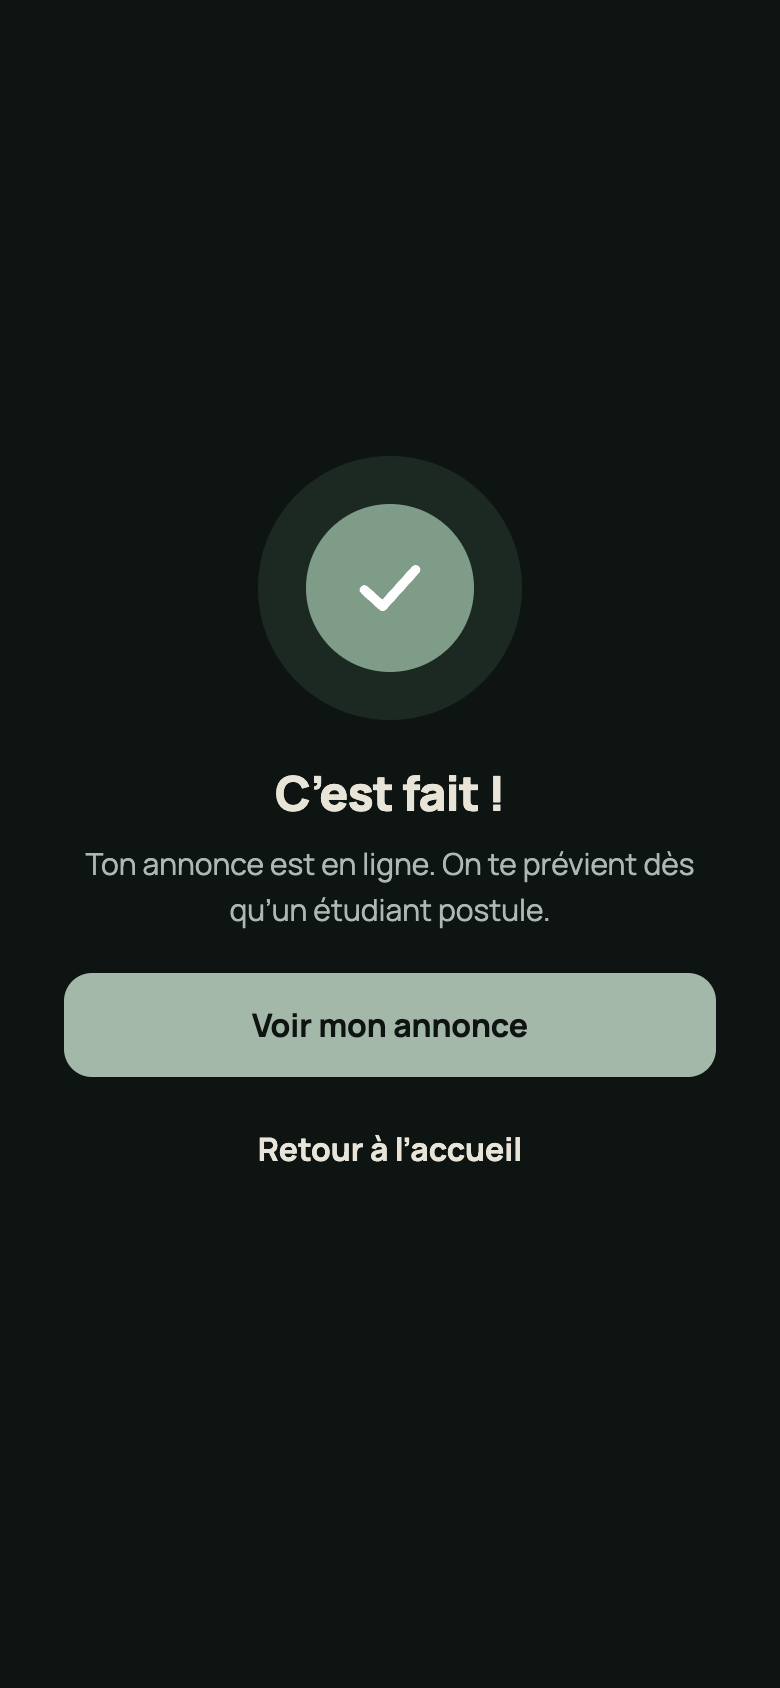 C’est fait !
Ton annonce est en ligne. On te prévient dès
qu’un étudiant postule.
Voir mon annonce
Retour à l’accueil